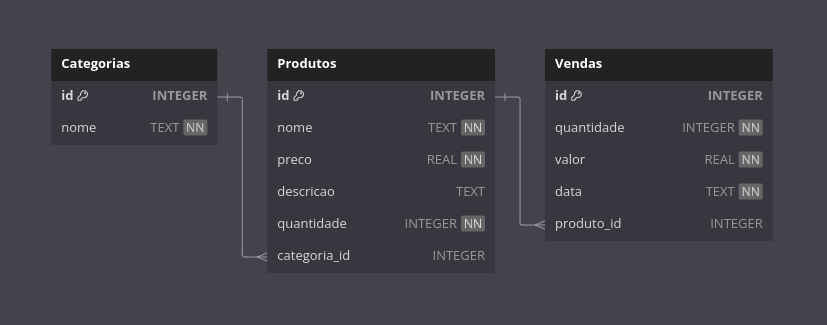 Categorias
id INTEGER
nome TEXT NN
Produtos
id INTEGER
nome TEXT NN
preco REAL NN
descricao TEXT
quantidade INTEGER NN
categoria_id INTEGER
Vendas
id INTEGER
quantidade INTEGER NN
valor REAL NN
data TEXT NN
produto_id INTEGER